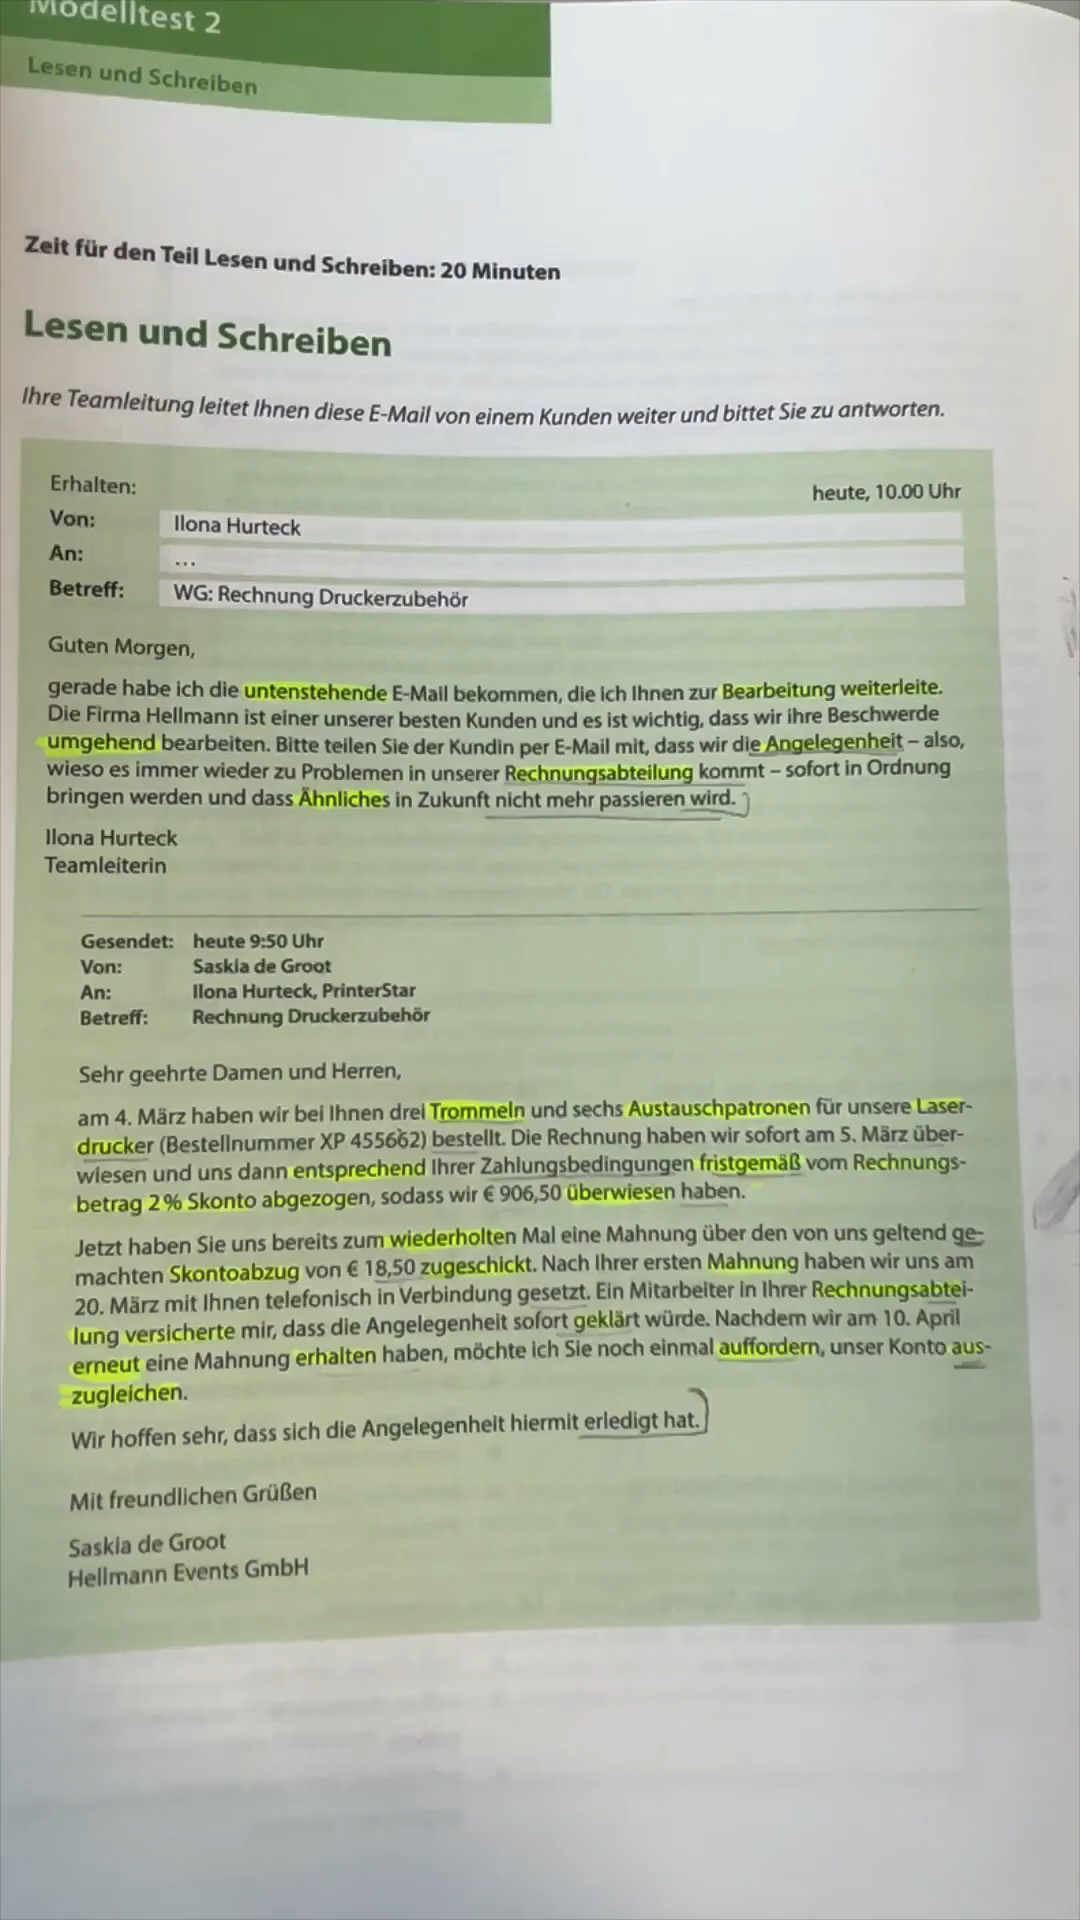 Modelltest 2
Lesen und Schreiben
Zeit für den Teil Lesen und Schreiben: 20 Minuten
Lesen und Schreiben
Ihre Teamleitung leitet Ihnen diese E-Mail von einem Kunden weiter und bittet Sie zu antworten.
Erhalten: heute, 10.00 Uhr
Von: Ilona Hurteck
An: ...
Betreff: WG: Rechnung Druckerzubehör
Guten Morgen,
gerade habe ich die untenstehende E-Mail bekommen, die ich Ihnen zur Bearbeitung weiterleite.
Die Firma Hellmann ist einer unserer besten Kunden und es ist wichtig, dass wir ihre Beschwerde
umgehend bearbeiten. Bitte teilen Sie der Kundin per E-Mail mit, dass wir die Angelegenheit – also,
wieso es immer wieder zu Problemen in unserer Rechnungsabteilung kommt – sofort in Ordnung
bringen werden und dass Ähnliches in Zukunft nicht mehr passieren wird.
Ilona Hurteck
Teamleiterin
Gesendet: heute 9:50 Uhr
Von: Saskia de Groot
An: Ilona Hurteck, PrinterStar
Betreff: Rechnung Druckerzubehör
Sehr geehrte Damen und Herren,
am 4. März haben wir bei Ihnen drei Trommeln und sechs Austauschpatronen für unsere Laser-
drucker (Bestellnummer XP 455662) bestellt. Die Rechnung haben wir sofort am 5. März über-
wiesen und uns dann entsprechend Ihrer Zahlungsbedingungen fristgemäß vom Rechnungs-
betrag 2 % Skonto abgezogen, sodass wir € 906,50 überwiesen haben.
Jetzt haben Sie uns bereits zum wiederholten Mal eine Mahnung über den von uns geltend ge-
machten Skontoabzug von € 18,50 zugeschickt. Nach Ihrer ersten Mahnung haben wir uns am
20. März mit Ihnen telefonisch in Verbindung gesetzt. Ein Mitarbeiter in Ihrer Rechnungsabtei-
lung versicherte mir, dass die Angelegenheit sofort geklärt würde. Nachdem wir am 10. April
erneut eine Mahnung erhalten haben, möchte ich Sie noch einmal auffordern, unser Konto aus-
zugleichen.
Wir hoffen sehr, dass sich die Angelegenheit hiermit erledigt hat.
Mit freundlichen Grüßen
Saskia de Groot
Hellmann Events GmbH